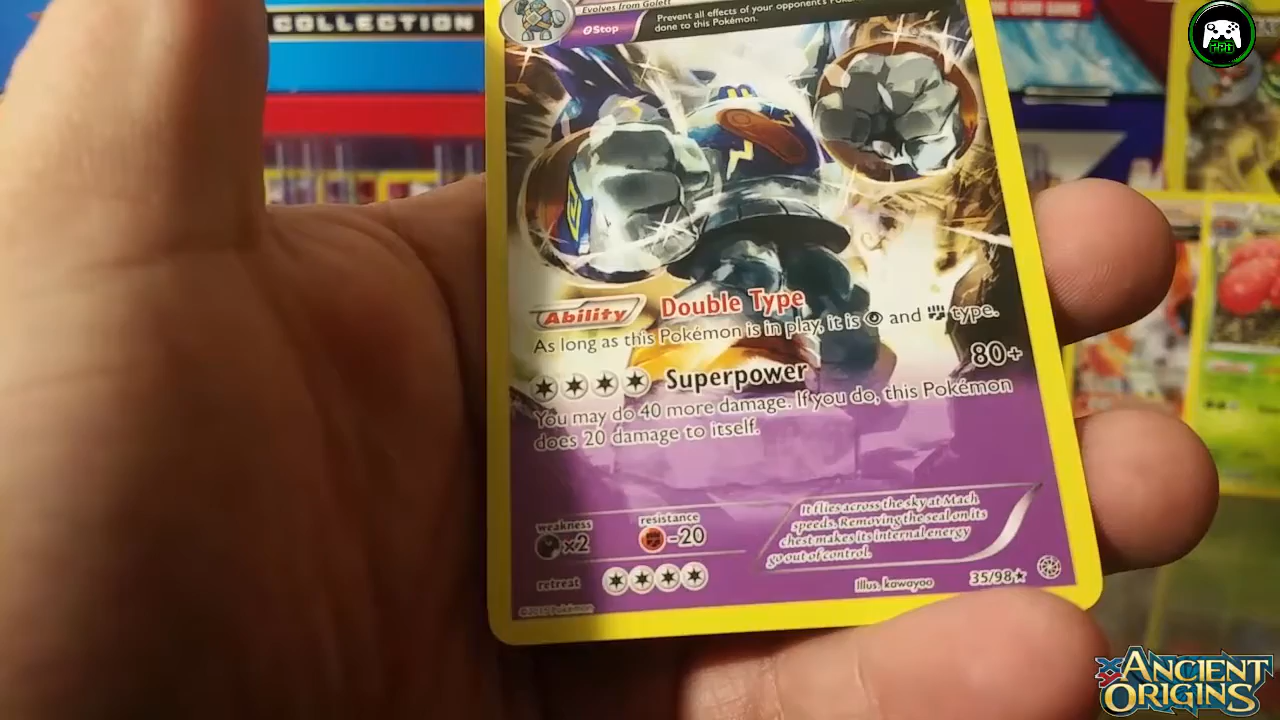 COLLECTION
Evolves from Golett
Stop
Prevent all effects of your opponent's
done to this Pokémon.
Ability Double Type
As long as this Pokémon is in play, it is and type.
Superpower 80+
You may do 40 more damage. If you do, this Pokémon
does 20 damage to itself.
weakness
×2
resistance
-20
retreat
It flies across the sky at Mach
speeds. Removing the seal on its
chest makes its internal energy
go out of control.
Illus. kawayoo
35/98
©2015 Pokémon
XY
ANCIENT
ORIGINS